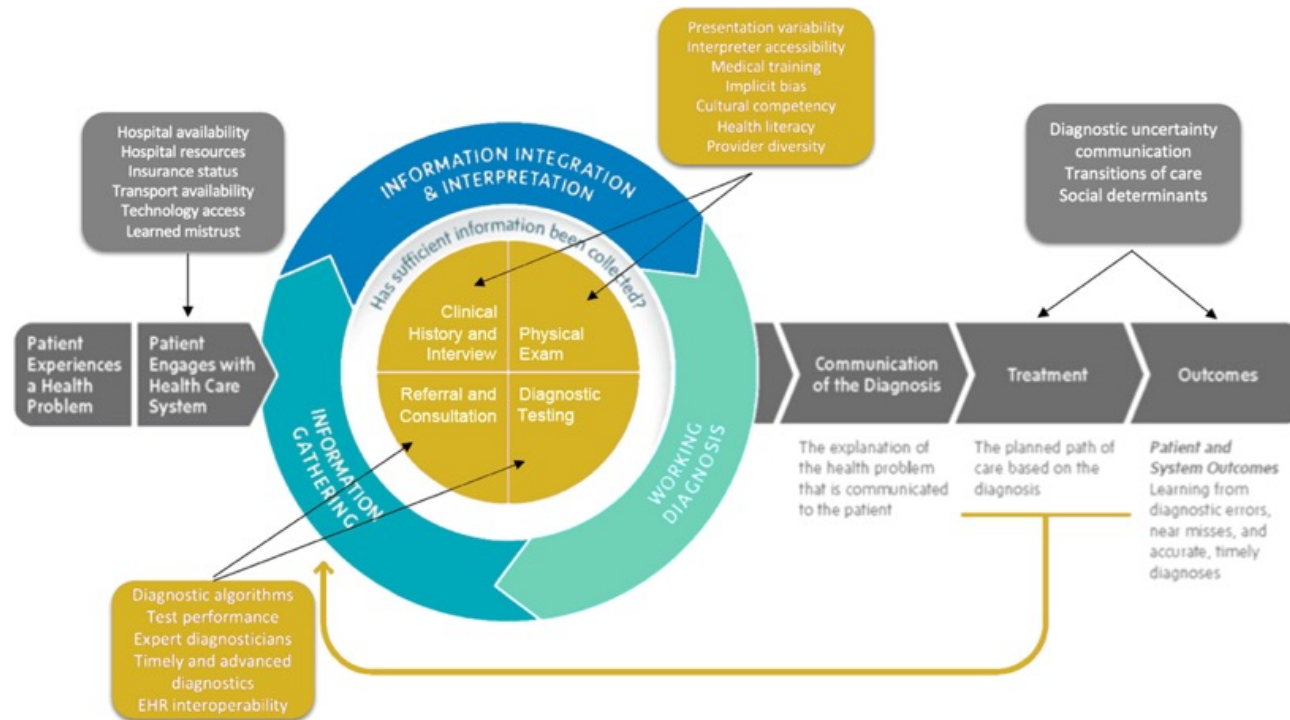 Presentation variability
Interpreter accessibility
Medical training
Implicit bias
Cultural competency
Health literacy
Provider diversity
Hospital availability
Hospital resources
Insurance status
Transport availability
Technology access
Learned mistrust
Diagnostic uncertainty
communication
Transitions of care
Social determinants
INFORMATION INTEGRATION
& INTERPRETATION
Has sufficient information been collected?
Clinical
History and
Interview
Physical
Exam
Referral and
Consultation
Diagnostic
Testing
INFORMATION
GATHERING
WORKING
DIAGNOSIS
Patient
Experiences
a Health
Problem
Patient
Engages with
Health Care
System
Communication
of the Diagnosis
Treatment
Outcomes
The explanation of
the health problem
that is communicated
to the patient
The planned path of
care based on the
diagnosis
Patient and
System Outcomes
Learning from
diagnostic errors,
near misses, and
accurate, timely
diagnoses
Diagnostic algorithms
Test performance
Expert diagnosticians
Timely and advanced
diagnostics
EHR interoperability